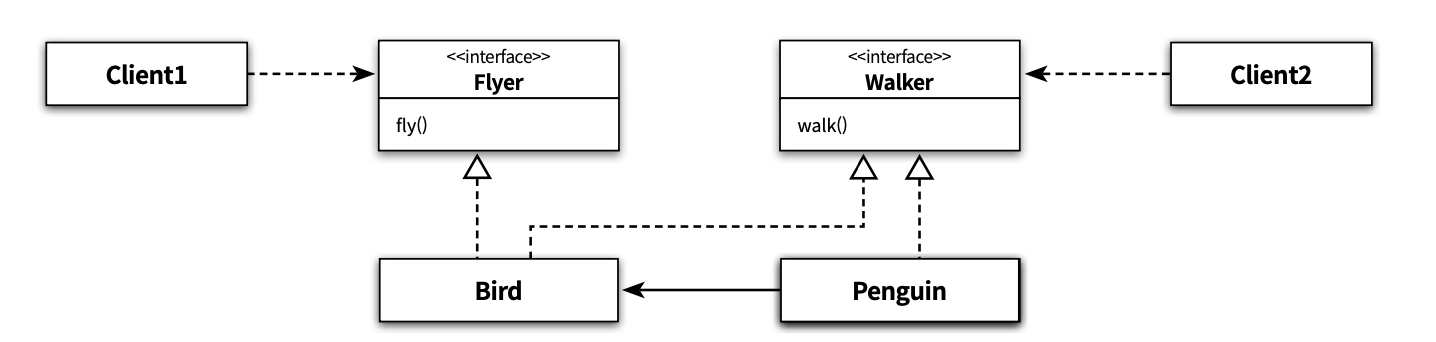 Client1
<<interface>>
Flyer
fly()
<<interface>>
Walker
walk()
Client2
Bird
Penguin